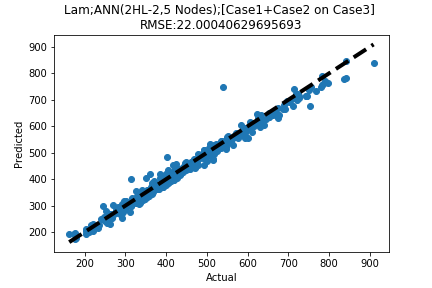 Lam;ANN(2HL-2,5 Nodes);[Case1+Case2 on Case3]
RMSE:22.00040629695693
900
800
700
600
500
400
300
200
Predicted
200 300 400 500 600 700 800 900
Actual